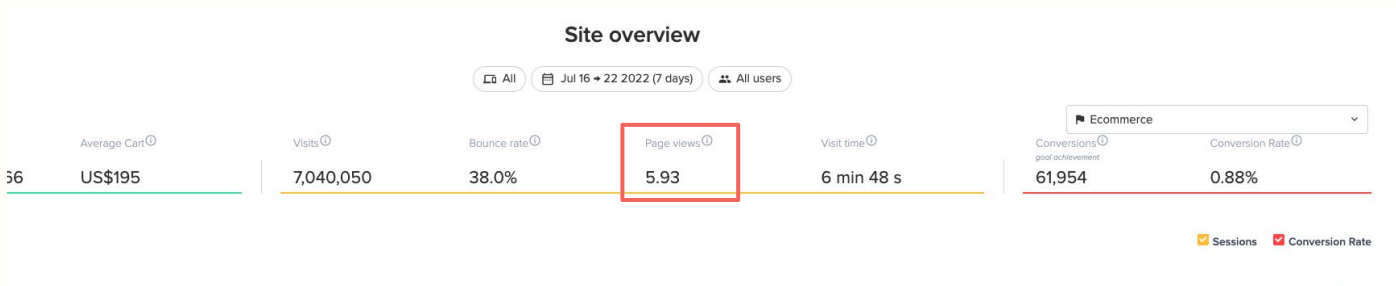 Site overview
All Jul 16 → 22 2022 (7 days) All users
Ecommerce
Average Cart Visits Bounce rate Page views Visit time Conversions Conversion Rate
goal achievement
66 US$195 7,040,050 38.0% 5.93 6 min 48 s 61,954 0.88%
Sessions Conversion Rate